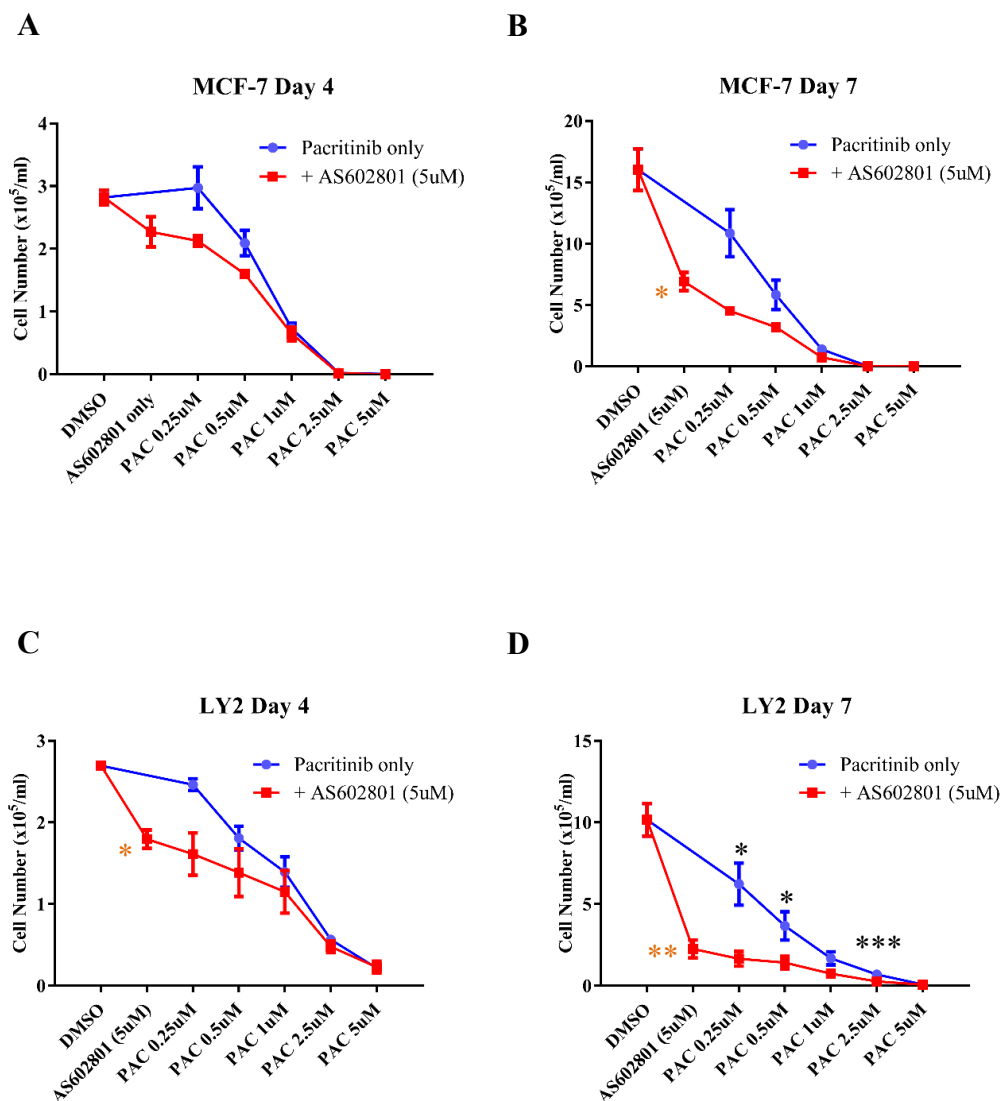 A
MCF-7 Day 4
Cell Number (x10⁵/ml)
4
3
2
1
0
Pacritinib only
+ AS602801 (5uM)
DMSO
AS602801 only
PAC 0.25uM
PAC 0.5uM
PAC 1uM
PAC 2.5uM
PAC 5uM
B
MCF-7 Day 7
Cell Number (x10⁵/ml)
20
15
10
5
0
Pacritinib only
+ AS602801 (5uM)
*
DMSO
AS602801 (5uM)
PAC 0.25uM
PAC 0.5uM
PAC 1uM
PAC 2.5uM
PAC 5uM
C
LY2 Day 4
Cell Number (x10⁵/ml)
3
2
1
0
Pacritinib only
+ AS602801 (5uM)
*
DMSO
AS602801 (5uM)
PAC 0.25uM
PAC 0.5uM
PAC 1uM
PAC 2.5uM
PAC 5uM
D
LY2 Day 7
Cell Number (x10⁵/ml)
15
10
5
0
Pacritinib only
+ AS602801 (5uM)
*
*
***
**
DMSO
AS602801 (5uM)
PAC 0.25uM
PAC 0.5uM
PAC 1uM
PAC 2.5uM
PAC 5uM